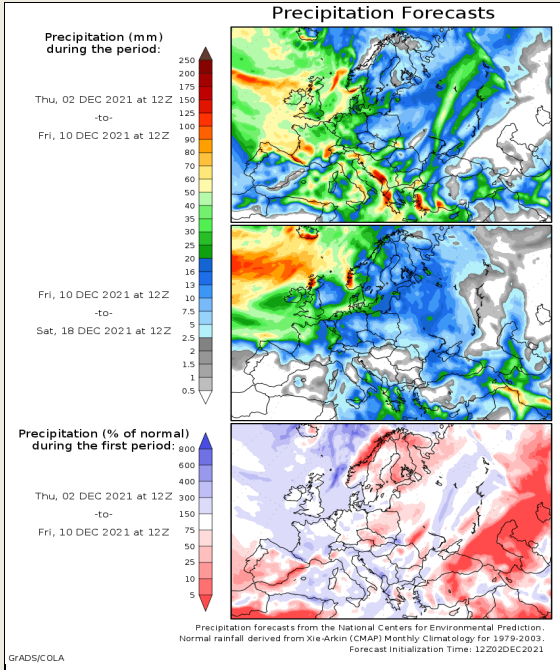 Precipitation Forecasts
Precipitation (mm)
during the period:
Thu, 02 DEC 2021 at 12Z
-to-
Fri, 10 DEC 2021 at 12Z
250
200
175
150
125
100
90
80
70
60
50
40
35
30
25
20
16
13
10
7.5
5
2.5
2
1.5
1
0.5
Fri, 10 DEC 2021 at 12Z
-to-
Sat, 18 DEC 2021 at 12Z
Precipitation (% of normal)
during the first period:
Thu, 02 DEC 2021 at 12Z
-to-
Fri, 10 DEC 2021 at 12Z
800
600
400
300
150
75
50
25
10
5
Precipitation forecasts from the National Centers for Environmental Prediction.
Normal rainfall derived from Xie-Arkin (CMAP) Monthly Climatology for 1979-2003.
Forecast Initialization Time: 12Z02DEC2021
GrADS/COLA